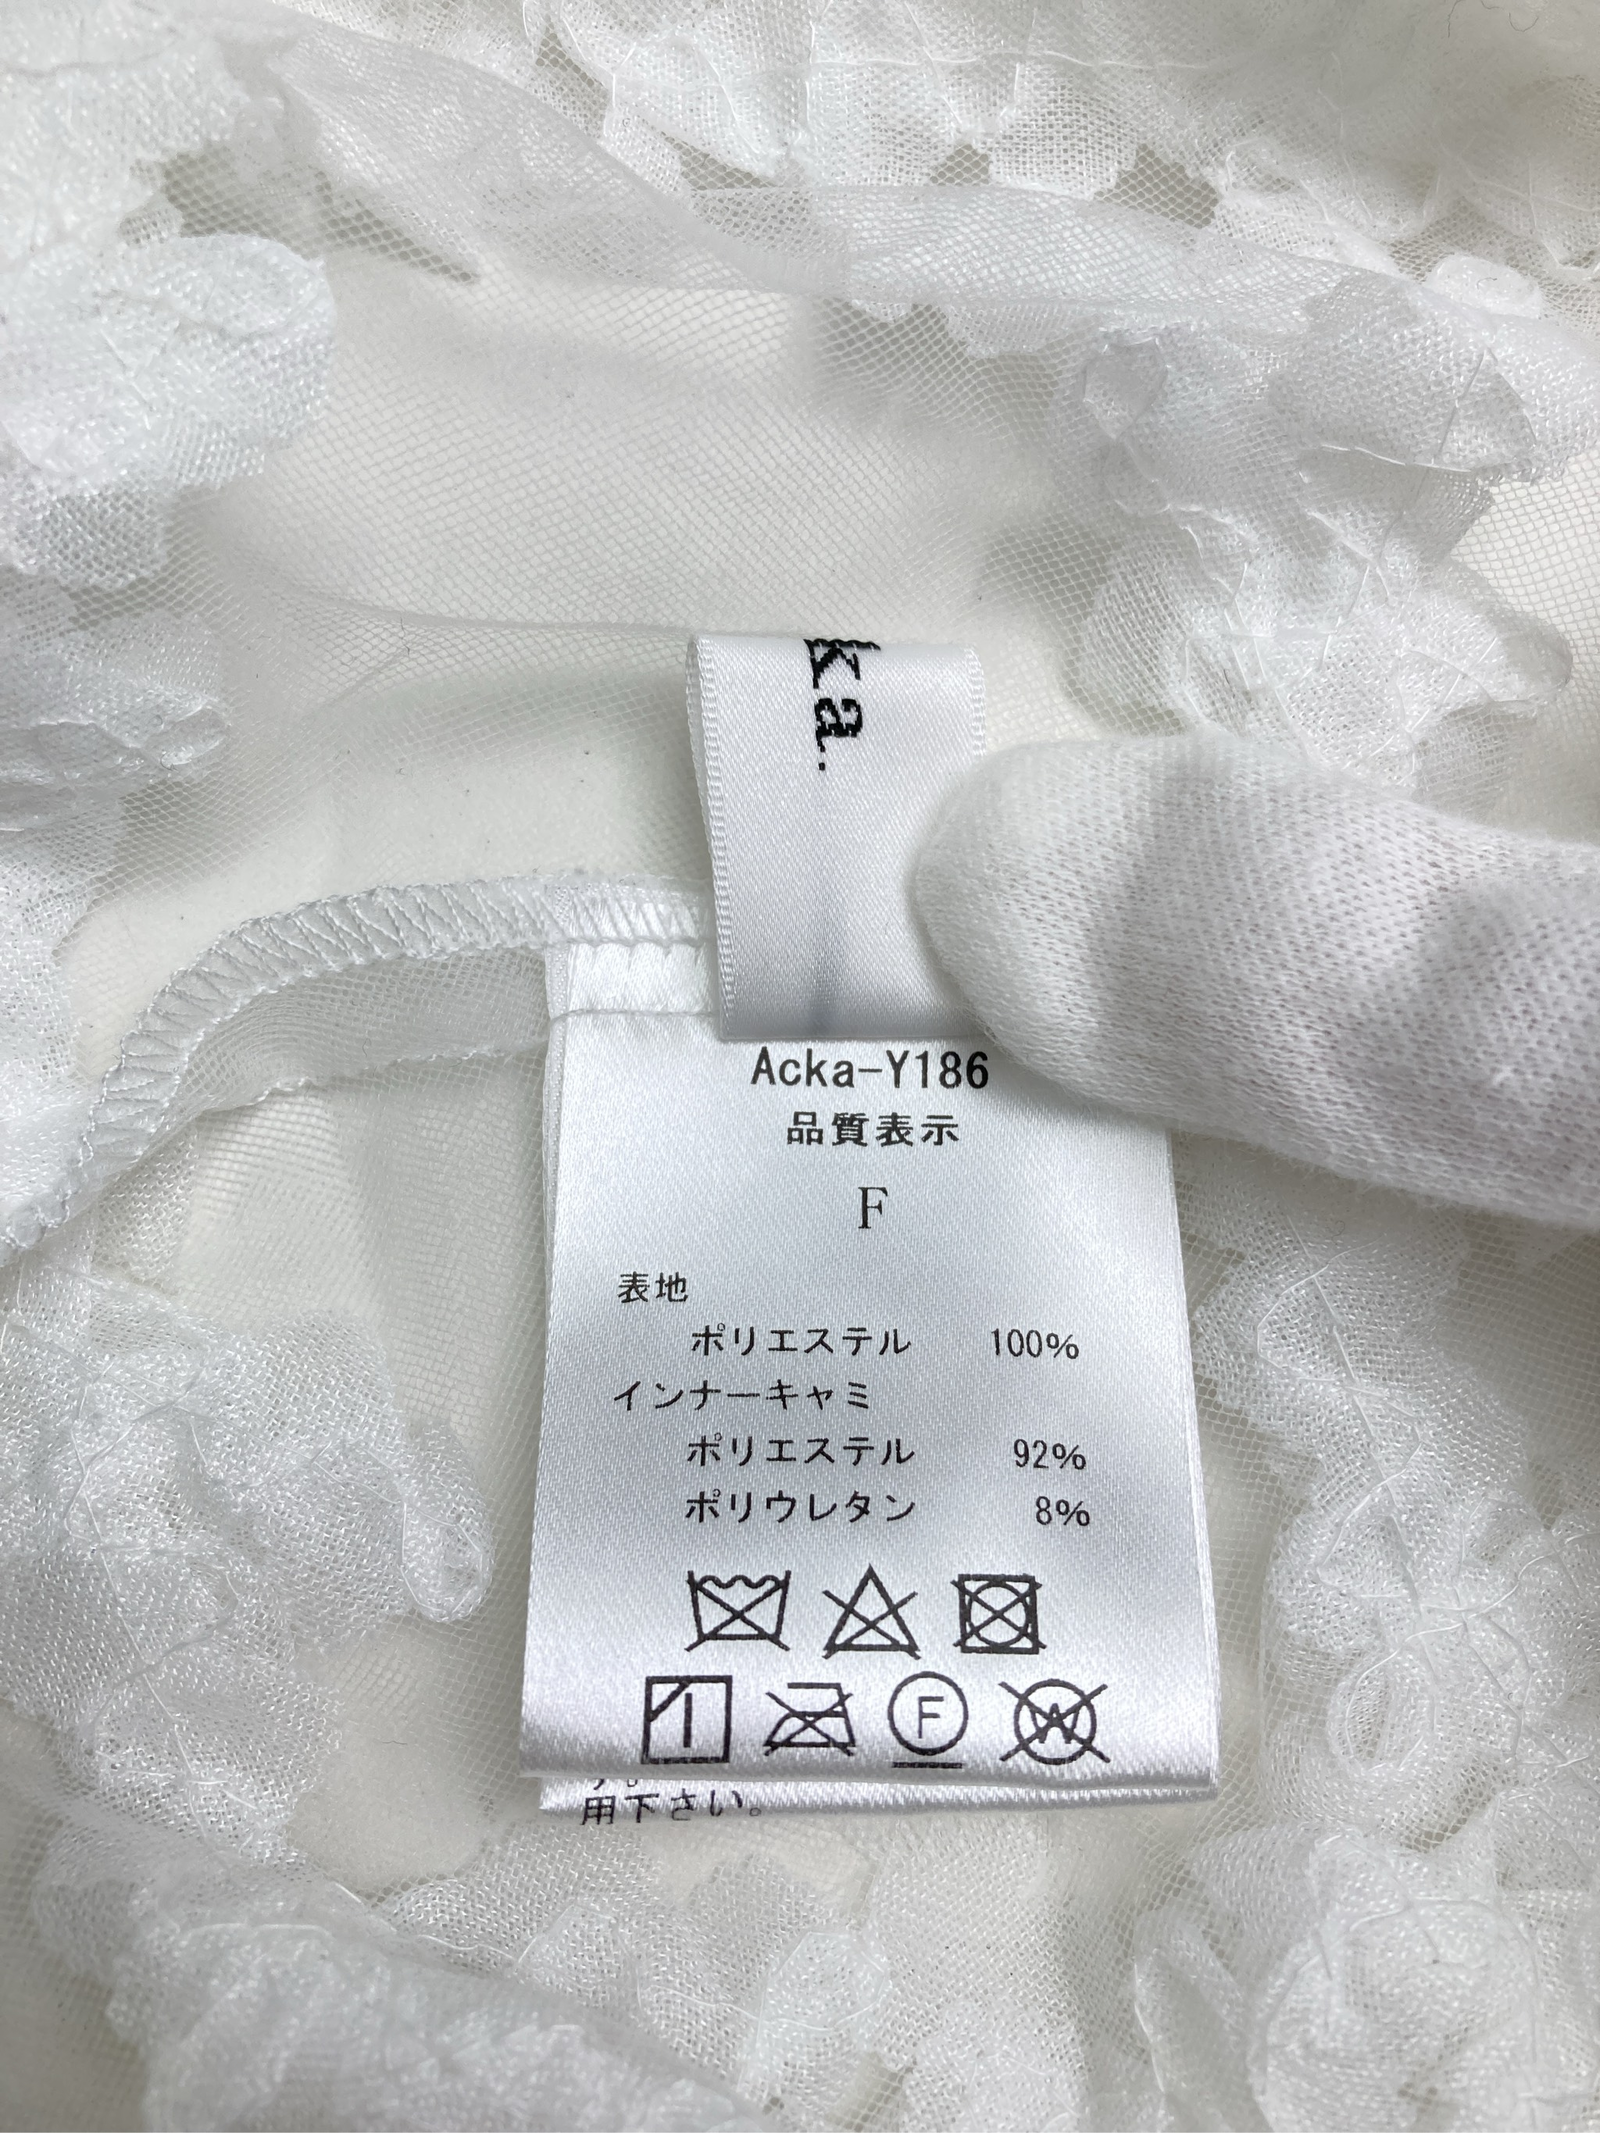 ka.
Acka-Y186
品質表示
F
表地
ポリエステル 100%
インナーキャミ
ポリエステル 92%
ポリウレタン 8%
F
W
用下さい。